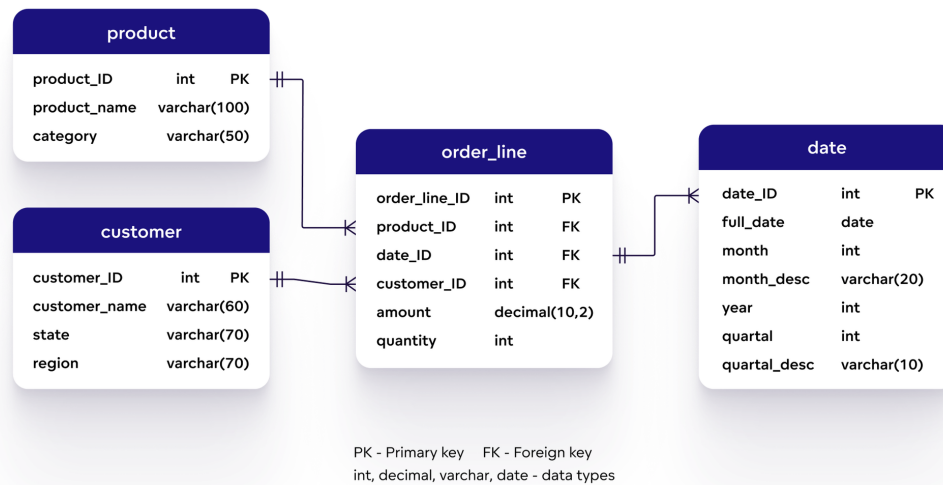 product
product_ID int PK
product_name varchar(100)
category varchar(50)
customer
customer_ID int PK
customer_name varchar(60)
state varchar(70)
region varchar(70)
order_line
order_line_ID int PK
product_ID int FK
date_ID int FK
customer_ID int FK
amount decimal(10,2)
quantity int
date
date_ID int PK
full_date date
month int
month_desc varchar(20)
year int
quartal int
quartal_desc varchar(10)
PK - Primary key FK - Foreign key
int, decimal, varchar, date - data types